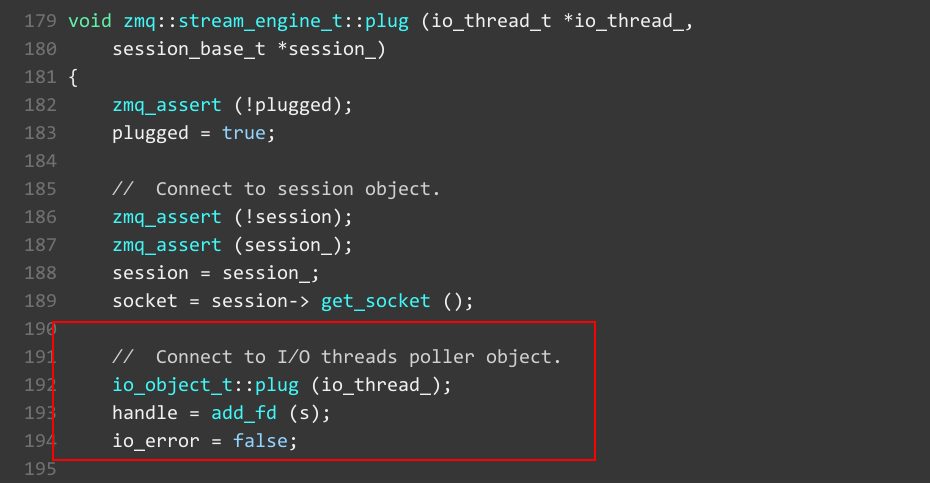 179 void zmq::stream_engine_t::plug (io_thread_t *io_thread_,
180     session_base_t *session_)
181 {
182     zmq_assert (!plugged);
183     plugged = true;
184
185     //  Connect to session object.
186     zmq_assert (!session);
187     zmq_assert (session_);
188     session = session_;
189     socket = session-> get_socket ();
190
191     //  Connect to I/O threads poller object.
192     io_object_t::plug (io_thread_);
193     handle = add_fd (s);
194     io_error = false;
195